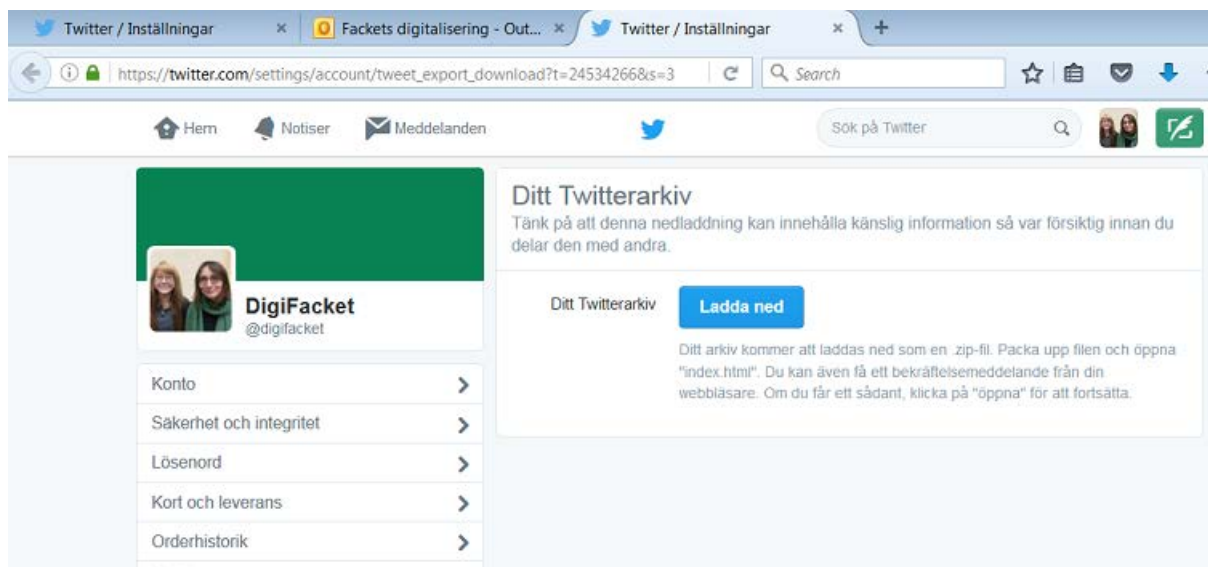 Twitter / Inställningar
Fackets digitalisering - Out...
Twitter / Inställningar
https://twitter.com/settings/account/tweet_export_download?t=24534266&s=3
Search
Hem
Notiser
Meddelanden
Sök på Twitter
Ditt Twitterarkiv
Tänk på att denna nedladdning kan innehålla känslig information så var försiktig innan du
delar den med andra.
DigiFacket
@digifacket
Ditt Twitterarkiv
Ladda ned
Ditt arkiv kommer att laddas ned som en .zip-fil. Packa upp filen och öppna
"index.html". Du kan även få ett bekräftelsemeddelande från din
webbläsare. Om du får ett sådant, klicka på "öppna" för att fortsätta.
Konto
Säkerhet och integritet
Lösenord
Kort och leverans
Orderhistorik